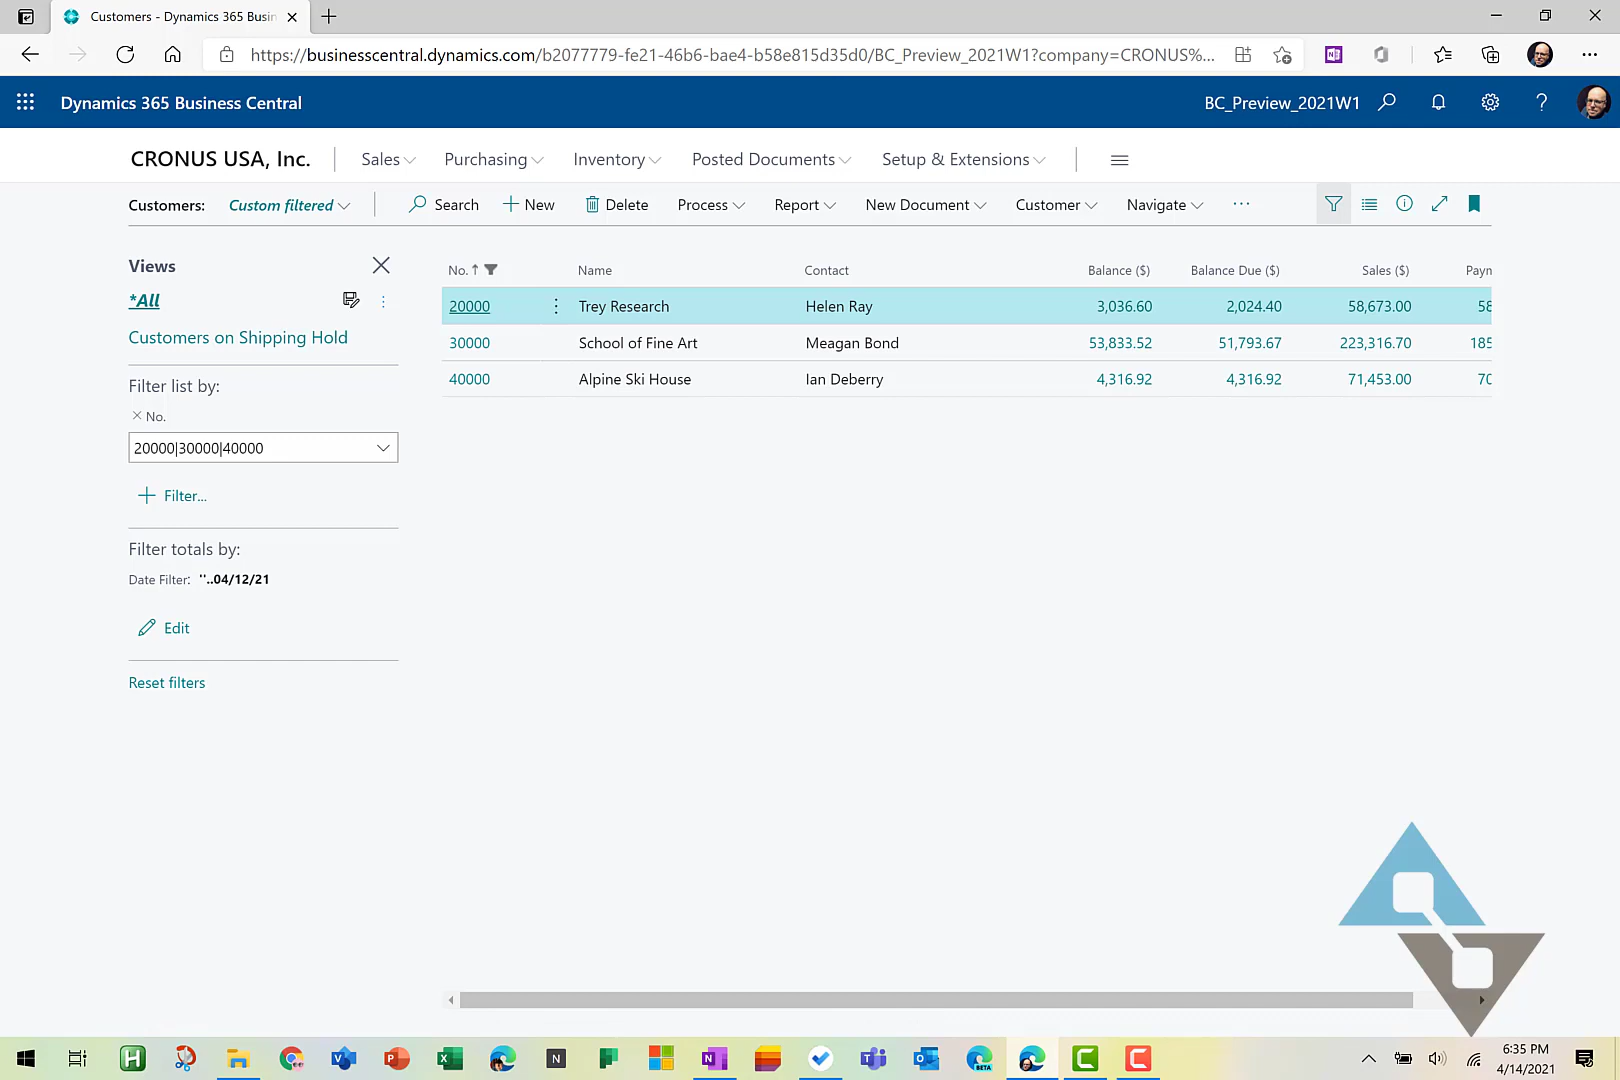 Customers - Dynamics 365 Busin
https://businesscentral.dynamics.com/b2077779-fe21-46b6-bae4-b58e815d35d0/BC_Preview_2021W1?company=CRONUS%...
Dynamics 365 Business Central
BC_Preview_2021W1
?
CRONUS USA, Inc.
Sales
Purchasing
Inventory
Posted Documents
Setup & Extensions
Customers:
Custom filtered
Search
New
Delete
Process
Report
New Document
Customer
Navigate
Views
*All
Customers on Shipping Hold
Filter list by:
No.
20000|30000|40000
Filter...
Filter totals by:
Date Filter: ''..04/12/21
Edit
Reset filters
No. ↑ Name Contact Balance ($) Balance Due ($) Sales ($) Payn
20000 Trey Research Helen Ray 3,036.60 2,024.40 58,673.00 58
30000 School of Fine Art Meagan Bond 53,833.52 51,793.67 223,316.70 185
40000 Alpine Ski House Ian Deberry 4,316.92 4,316.92 71,453.00 70
6:35 PM
4/14/2021
BETA